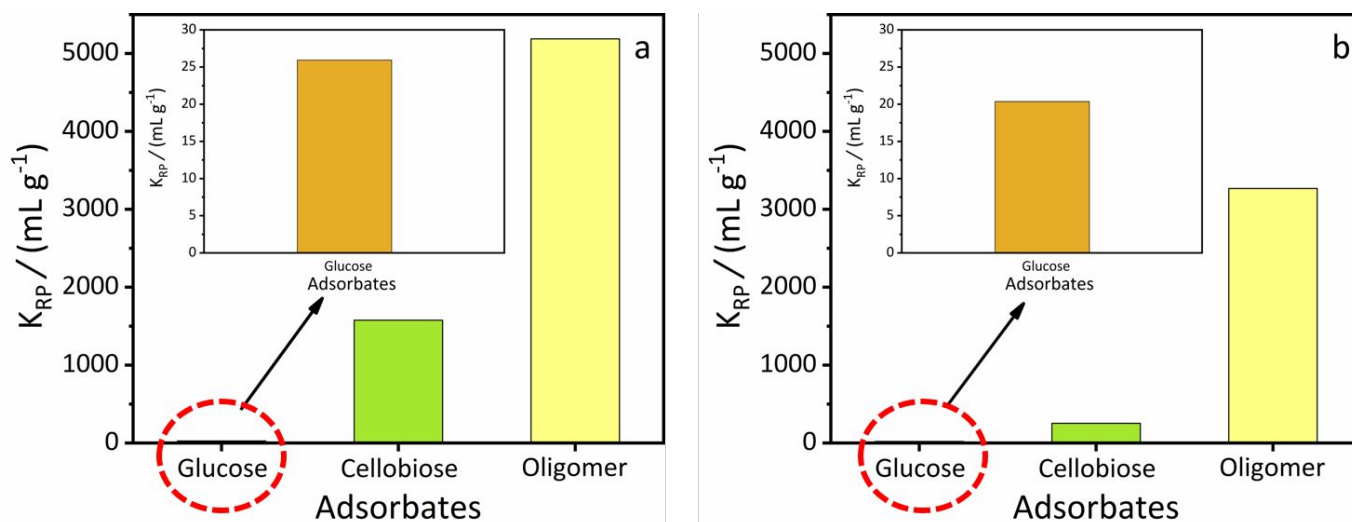 a
K_RP / (mL g⁻¹)
5000
4000
3000
2000
1000
0
Glucose Cellobiose Oligomer
Adsorbates
K_RP / (mL g⁻¹)
30
25
20
15
10
5
0
Glucose
Adsorbates
b
K_RP / (mL g⁻¹)
5000
4000
3000
2000
1000
0
Glucose Cellobiose Oligomer
Adsorbates
K_RP / (mL g⁻¹)
30
25
20
15
10
5
0
Glucose
Adsorbates